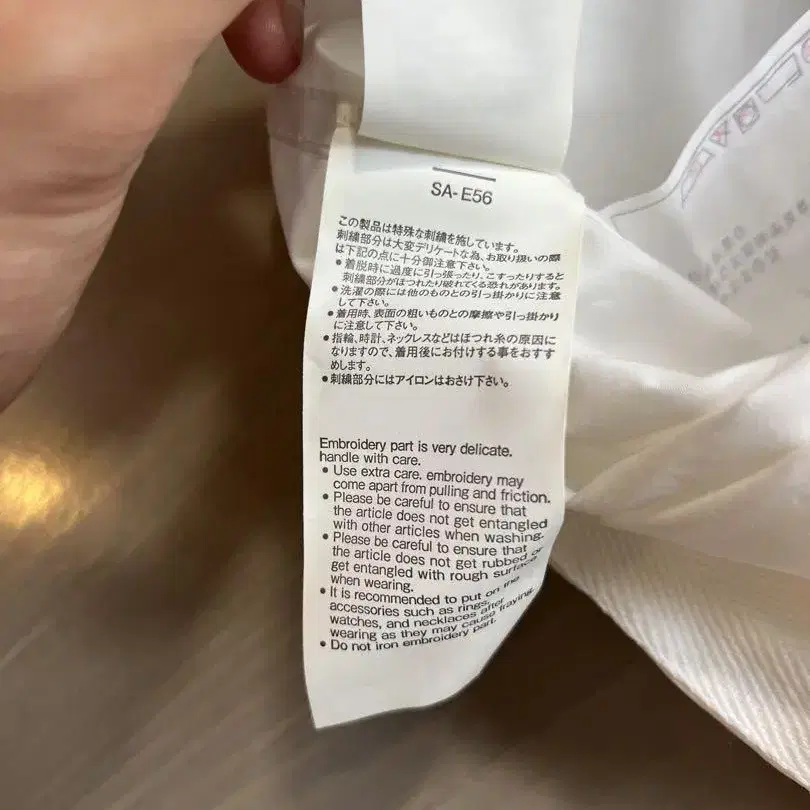 SA-E56
この製品は特殊な刺繍を施しています。
刺繍部分は大変デリケートな為、お取り扱いの際
は下記の点に十分御注意下さい。
●着脱時に過度に引っ張ったり、こすったりすると
刺繍部分がほつれたり破れてくる恐れがあります。
●洗濯の際には他のものとの引っ掛かりに注意
して下さい。
●着用時、表面の粗いものとの摩擦や引っ掛かり
に注意して下さい。
●指輪、時計、ネックレスなどはほつれ糸の原因に
なりますので、着用後にお付けする事をおすす
めします。
●刺繍部分にはアイロンはおさけ下さい。
Embroidery part is very delicate.
handle with care.
● Use extra care, embroidery may
come apart from pulling and friction.
● Please be careful to ensure that
the article does not get entangled
with other articles when washing.
● Please be careful to ensure that
the article does not get rubbed or
get entangled with rough surface
when wearing.
● It is recommended to put on the
accessories such as rings,
watches, and necklaces after
wearing as they may cause fraying.
● Do not iron embroidery part.